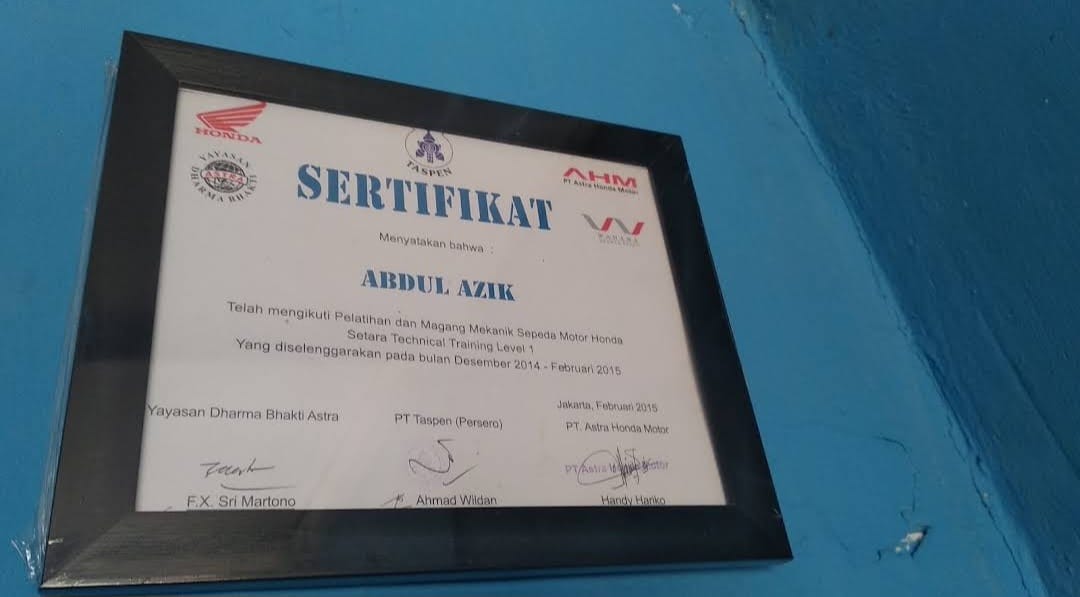 HONDA
YAYASAN
ASTRA
DHARMA BHAKTI
TASPEN
AHM
PT Astra Honda Motor
WAHANA
SERTIFIKAT
Menyatakan bahwa :
ABDUL AZIK
Telah mengikuti Pelatihan dan Magang Mekanik Sepeda Motor Honda
Setara Technical Training Level 1
Yang diselenggarakan pada bulan Desember 2014 - Februari 2015
Jakarta, Februari 2015
Yayasan Dharma Bhakti Astra
PT Taspen (Persero)
PT. Astra Honda Motor
PT Astra Honda Motor
F.X. Sri Martono
Ahmad Wildan
Handy Hariko